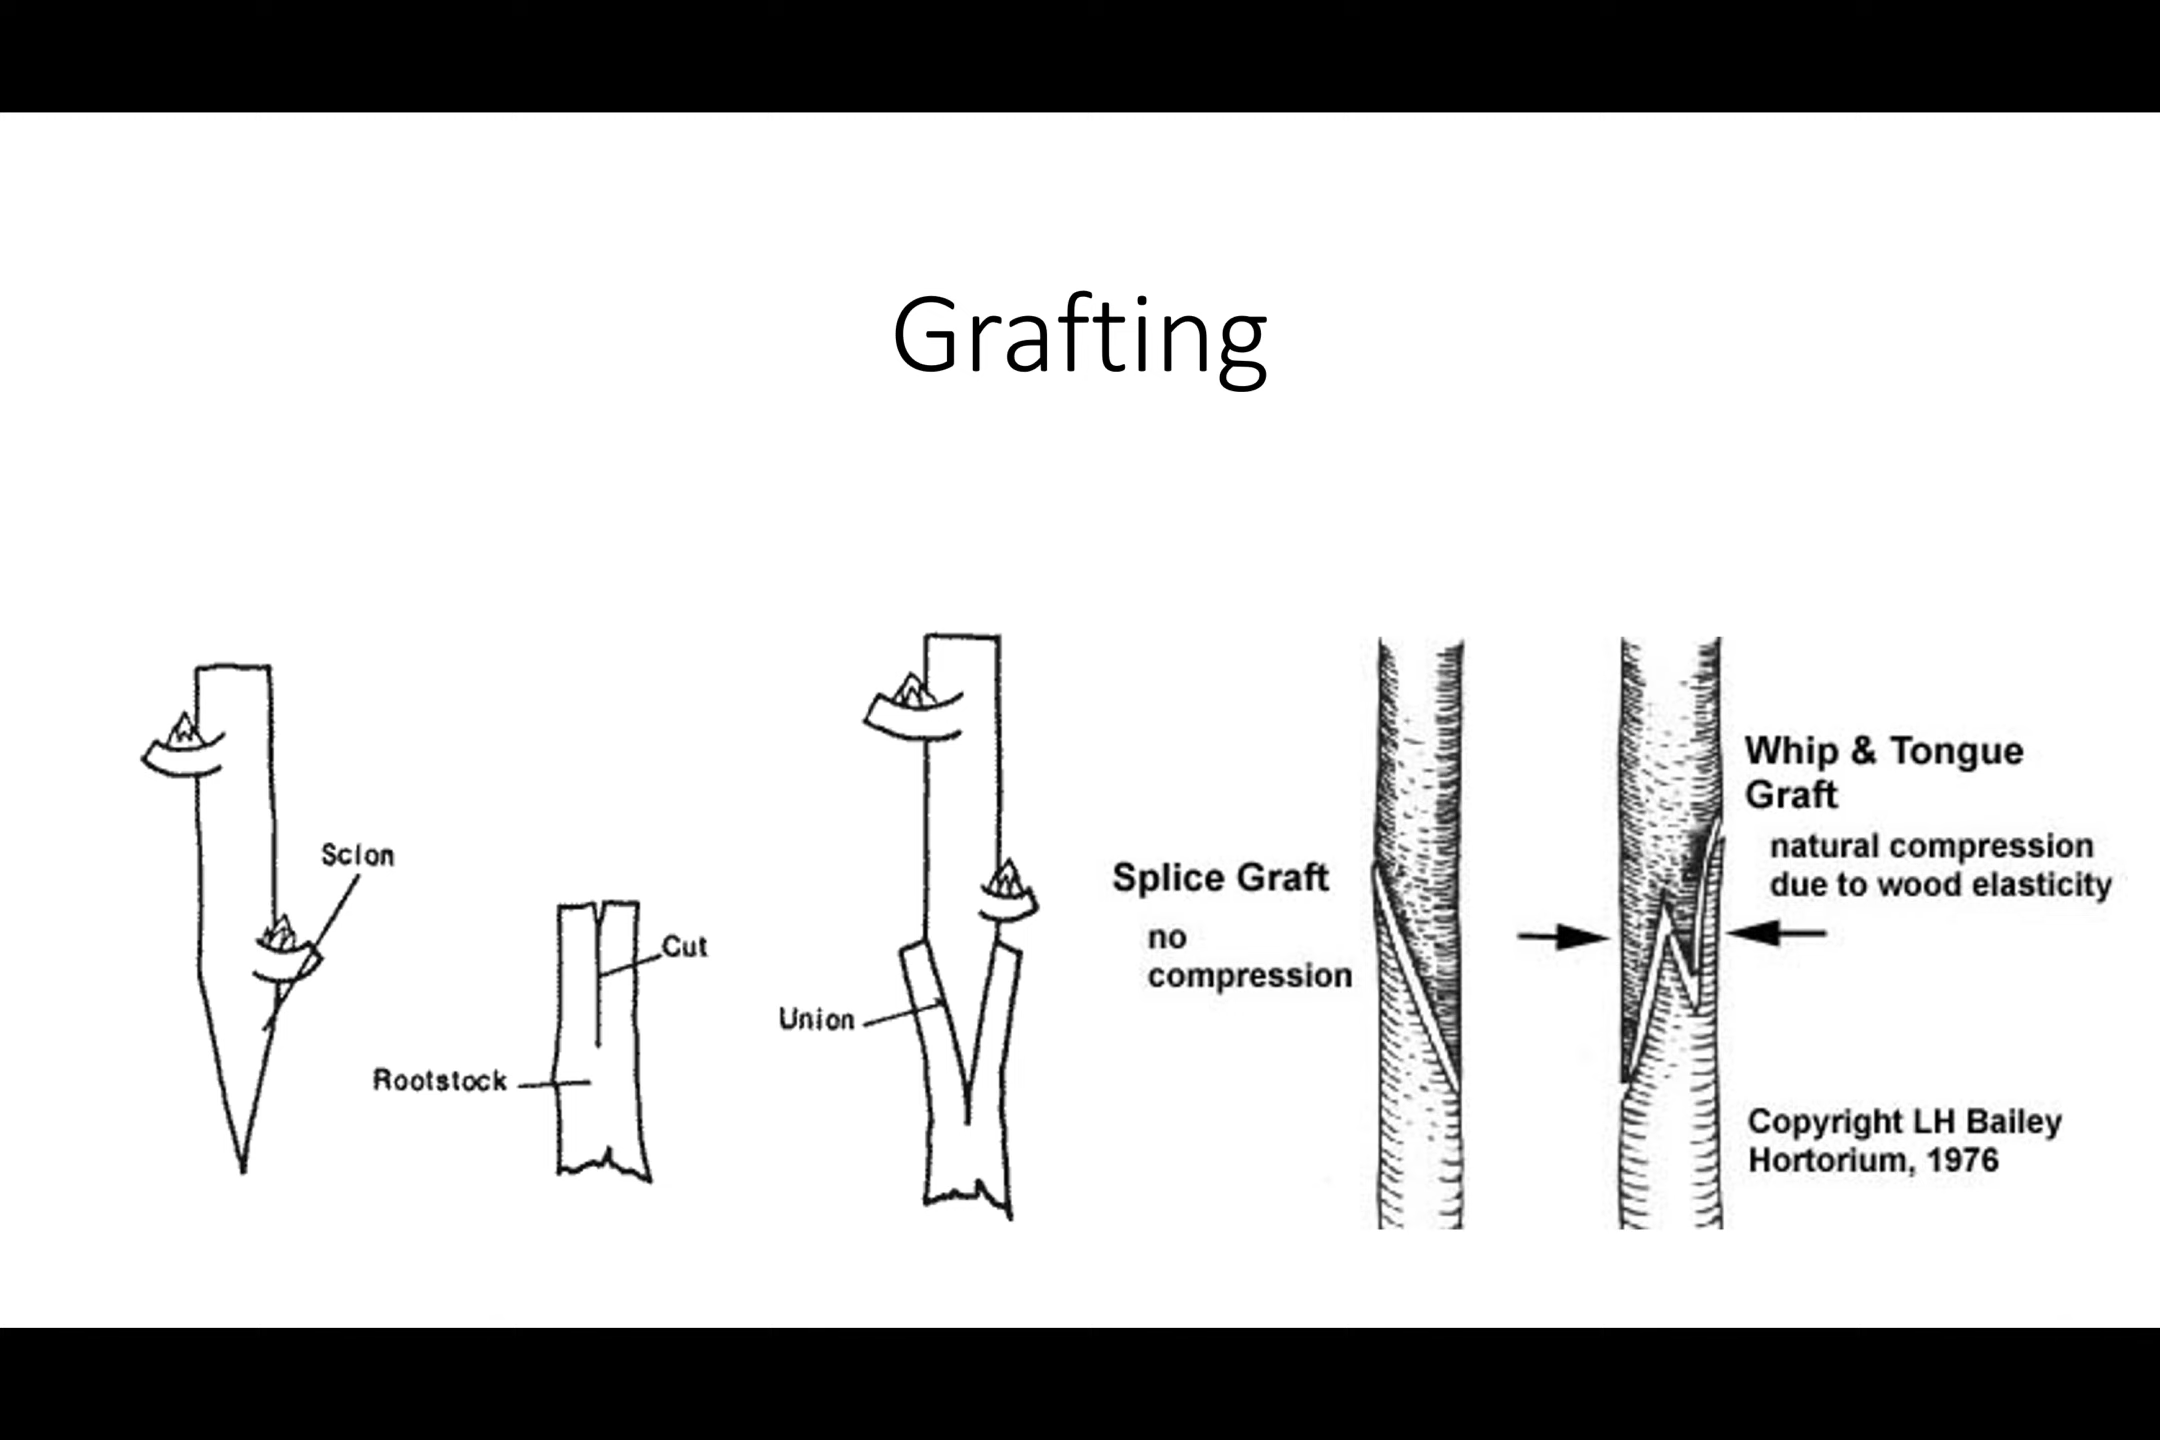 Grafting
Scion
Cut
Rootstock
Union
Splice Graft
no
compression
Whip & Tongue
Graft
natural compression
due to wood elasticity
Copyright LH Bailey
Hortorium, 1976